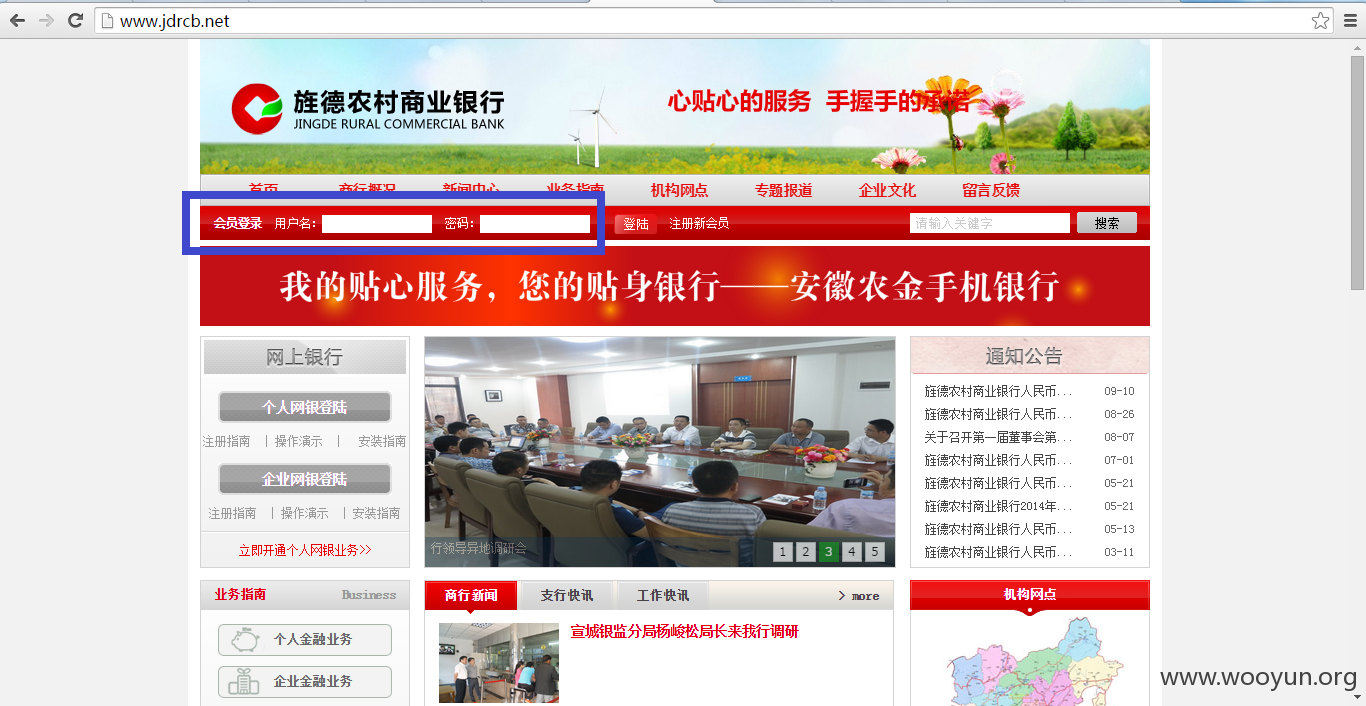 www.jdrcb.net
旌德农村商业银行
JINGDE RURAL COMMERCIAL BANK
心贴心的服务 手握手的承诺
首页 商行概况 新闻中心 业务指南 机构网点 专题报道 企业文化 留言反馈
会员登录 用户名: 密码: 登陆 注册新会员 请输入关键字 搜索
我的贴心服务，您的贴身银行——安徽农金手机银行
网上银行
个人网银登陆
注册指南 | 操作演示 | 安装指南
企业网银登陆
注册指南 | 操作演示 | 安装指南
立即开通个人网银业务>>
行领导异地调研会
1 2 3 4 5
通知公告
旌德农村商业银行人民币... 09-10
旌德农村商业银行人民币... 08-26
关于召开第一届董事会第... 08-07
旌德农村商业银行人民币... 07-01
旌德农村商业银行人民币... 05-21
旌德农村商业银行2014年... 05-21
旌德农村商业银行人民币... 05-13
旌德农村商业银行人民币... 03-11
业务指南 Business
个人金融业务
企业金融业务
商行新闻 支行快讯 工作快讯 > more
宣城银监分局杨峻松局长来我行调研
机构网点
www.wooyun.org